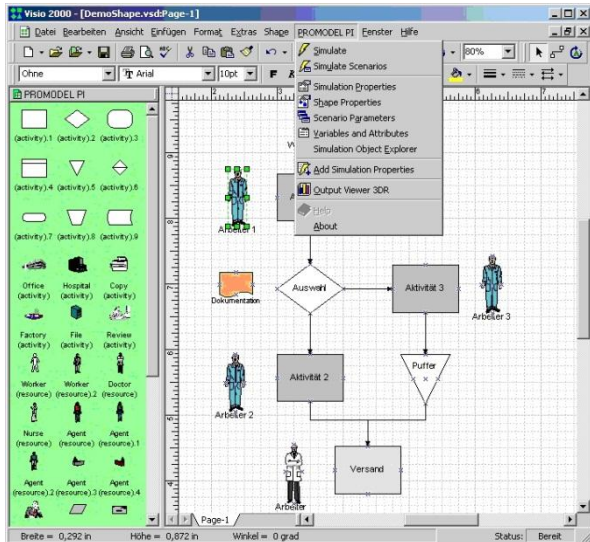 Visio 2000 - [DemoShape.vsd:Page-1]
Datei Bearbeiten Ansicht Einfügen Format Extras Shape PROMODEL PI Fenster Hilfe
80%
Ohne Arial 10pt F
PROMODEL PI
Simulate
Simulate Scenarios
Simulation Properties
Shape Properties
Scenario Parameters
Variables and Attributes
Simulation Object Explorer
Add Simulation Properties
Output Viewer 3DR
Help
About
(activity).1 (activity).2 (activity).3
(activity).4 (activity).5 (activity).6
(activity).7 (activity).8 (activity).9
Office (activity) Hospital (activity) Copy (activity)
Factory (activity) File (activity) Review (activity)
Worker (resource) Worker (resource).2 Doctor (resource)
Nurse (resource) Agent (resource) Agent (resource).1
Agent (resource).2 Agent (resource).3 Agent (resource).4
Arbeiter 1
Dokumentation
Auswahl
Aktivität 3
Arbeiter 3
Aktivität 2
Puffer
Arbeiter 2
Versand
Arbeiter
Page-1
Breite = 0,292 in Höhe = 0,872 in Winkel = 0 grad Status: Bereit